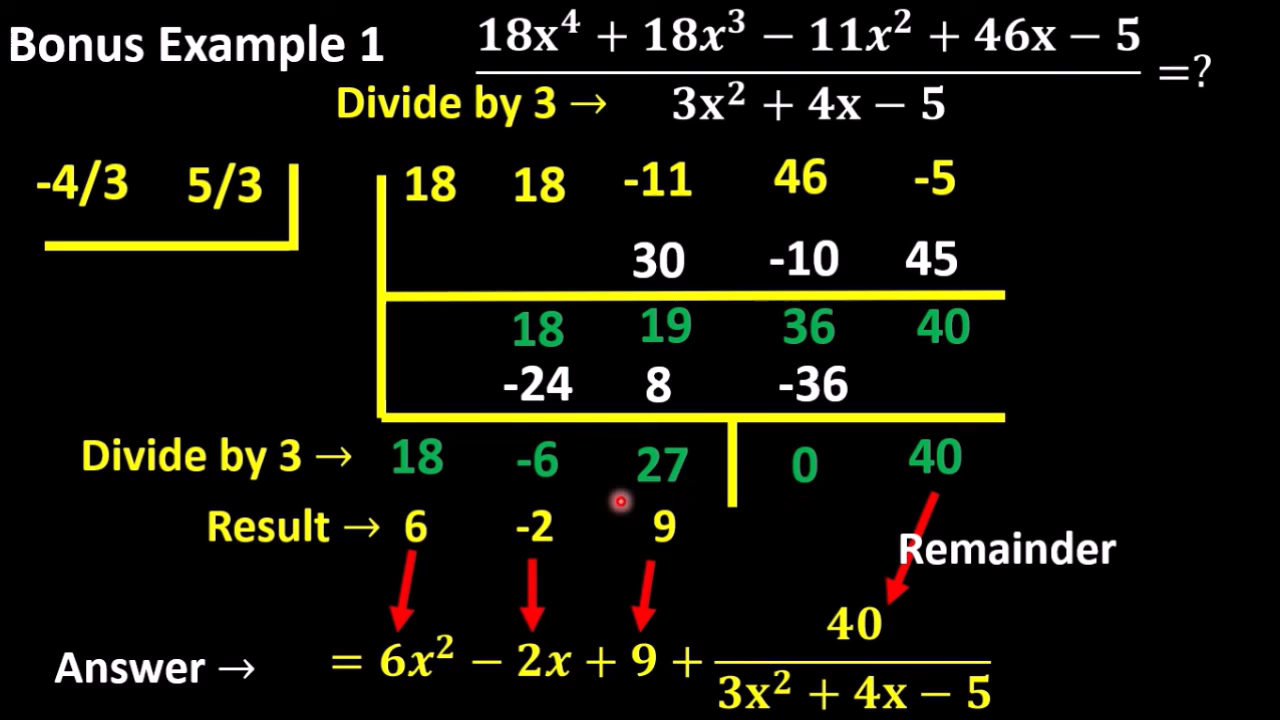 Bonus Example 1
18x⁴ + 18x³ − 11x² + 46x − 5
=?
Divide by 3 → 3x² + 4x − 5
-4/3 5/3 18 18 -11 46 -5
30 -10 45
18 19 36 40
-24 8 -36
Divide by 3 → 18 -6 27 0 40
Result → 6 -2 9
Remainder
40
Answer → = 6x² − 2x + 9 +
3x² + 4x − 5